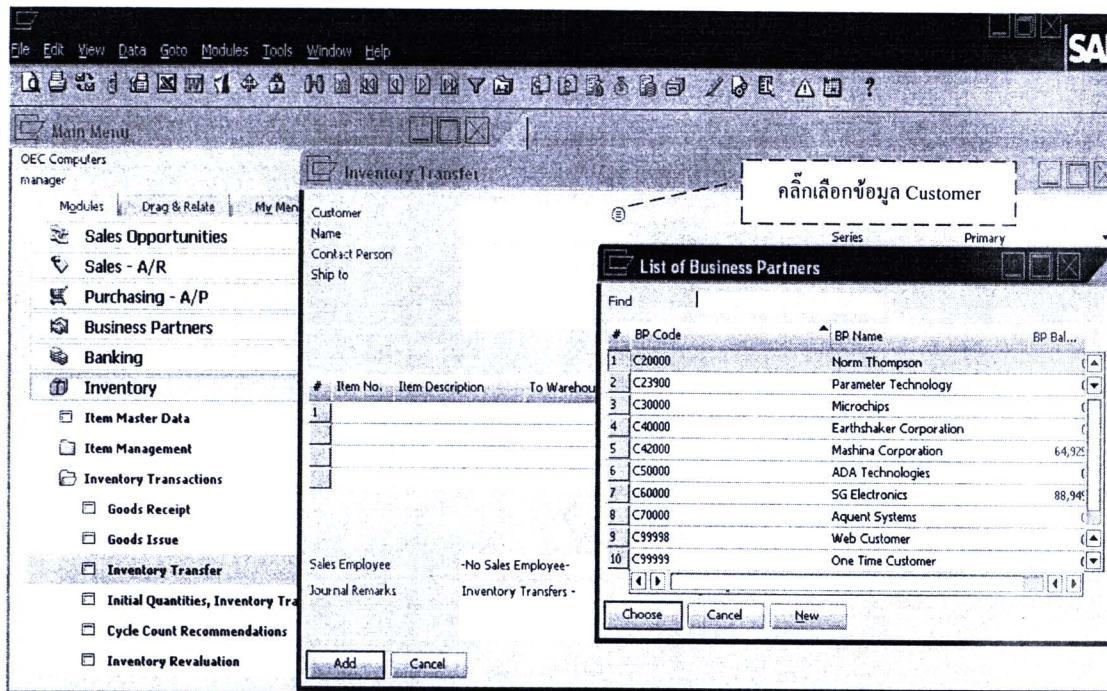 SAP
File Edit View Data Goto Modules Tools Window Help
Main Menu
OEC Computers
manager
Modules Drag & Relate My Men
Sales Opportunities
Sales - A/R
Purchasing - A/P
Business Partners
Banking
Inventory
Item Master Data
Item Management
Inventory Transactions
Goods Receipt
Goods Issue
Inventory Transfer
Initial Quantities, Inventory Tra
Cycle Count Recommendations
Inventory Revaluation
Inventory Transfer
คลิ๊กเลือกข้อมูล Customer
Customer
Name
Contact Person
Ship to
Series Primary
# Item No. Item Description To Warehou
1
Sales Employee -No Sales Employee-
Journal Remarks Inventory Transfers -
Add Cancel
List of Business Partners
Find
# BP Code BP Name BP Bal...
1 C20000 Norm Thompson
2 C23900 Parameter Technology
3 C30000 Microchips
4 C40000 Earthshaker Corporation
5 C42000 Mashina Corporation 64,925
6 C50000 ADA Technologies
7 C60000 SG Electronics 88,949
8 C70000 Aquent Systems
9 C99998 Web Customer
10 C99999 One Time Customer
Choose Cancel New